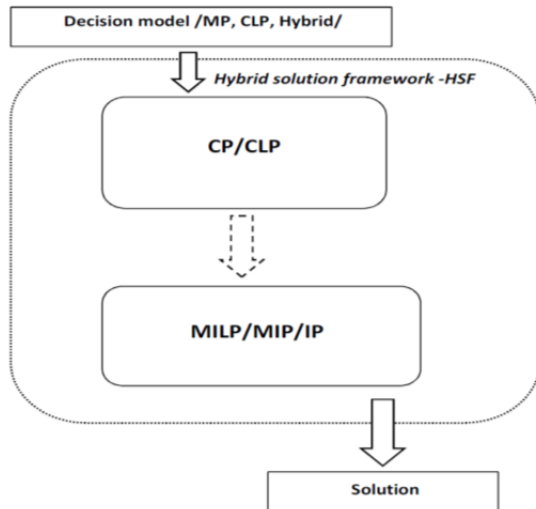 Decision model /MP, CLP, Hybrid/
Hybrid solution framework -HSF
CP/CLP
MILP/MIP/IP
Solution